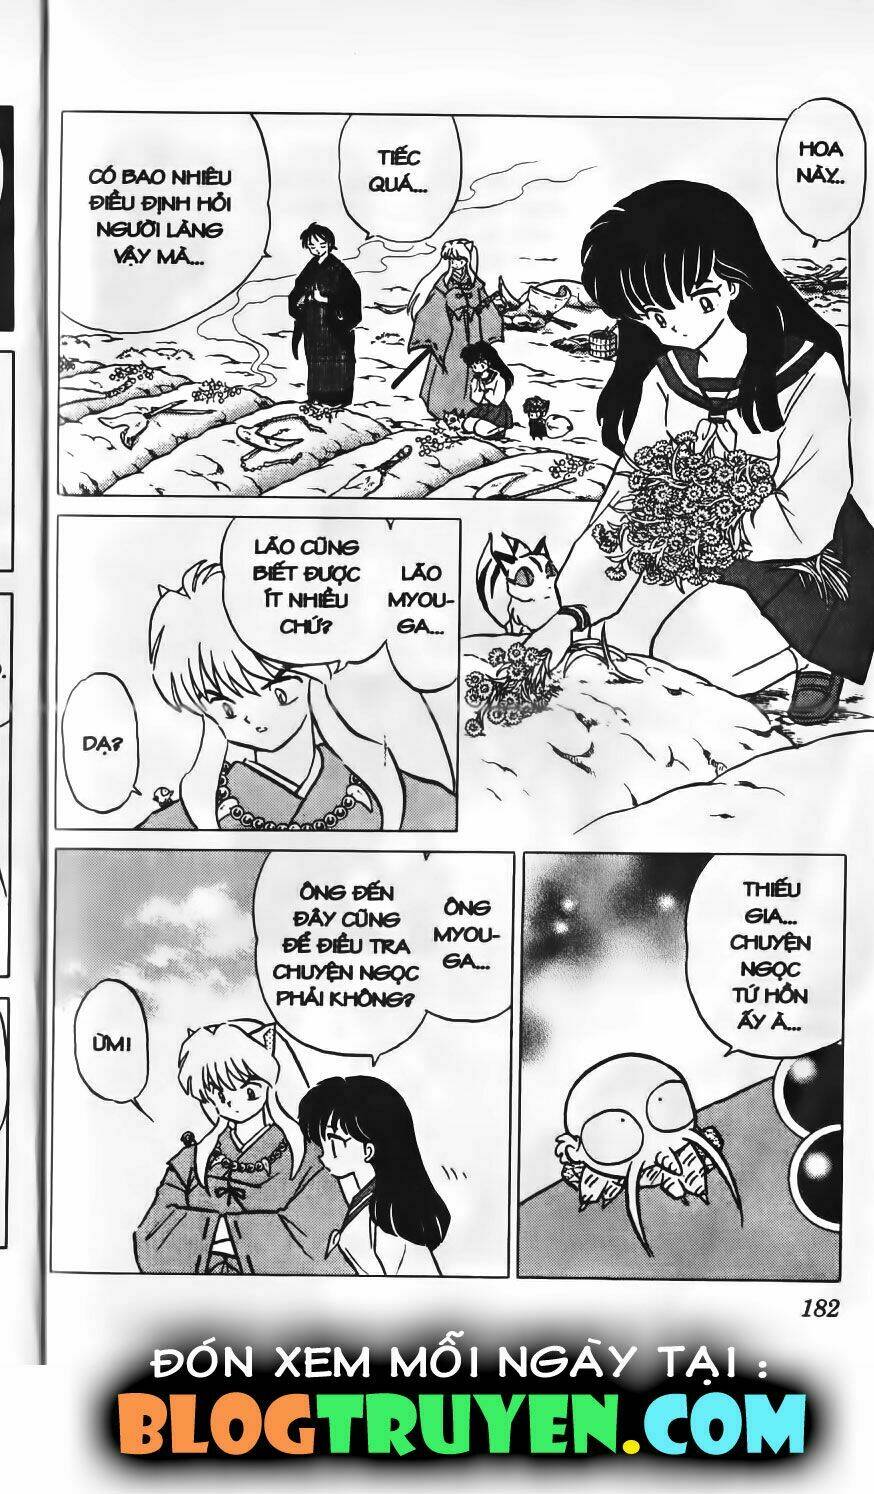 HOA
NÀY..
TIẾC
QUÁ...
CÓ BAO NHIÊU
ĐIỀU ĐỊNH HỎI
NGƯỜI LÀNG
VẬY MÀ...
LÃO
MYOU-
GA...
LÃO CŨNG
BIẾT ĐƯỢC
ÍT NHIỀU
CHỨ?
DẠ?
THIẾU
GIA...
CHUYỆN
NGỌC
TỨ HỒN
ẤY À...
ÔNG
MYOU-
GA...
ÔNG ĐẾN
ĐÂY CŨNG
ĐỂ ĐIỀU TRA
CHUYỆN NGỌC
PHẢI KHÔNG?
ỪM!
182
ĐÓN XEM MỖI NGÀY TẠI :
BLOGTRUYEN.COM